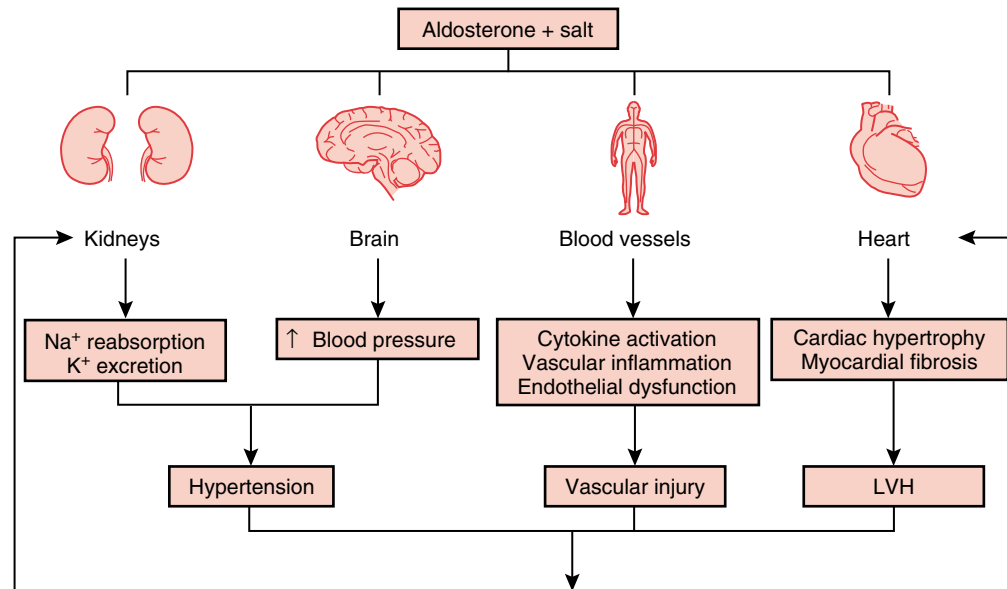 Aldosterone + salt
Kidneys
Brain
Blood vessels
Heart
Na⁺ reabsorption
K⁺ excretion
↑ Blood pressure
Cytokine activation
Vascular inflammation
Endothelial dysfunction
Cardiac hypertrophy
Myocardial fibrosis
Hypertension
Vascular injury
LVH